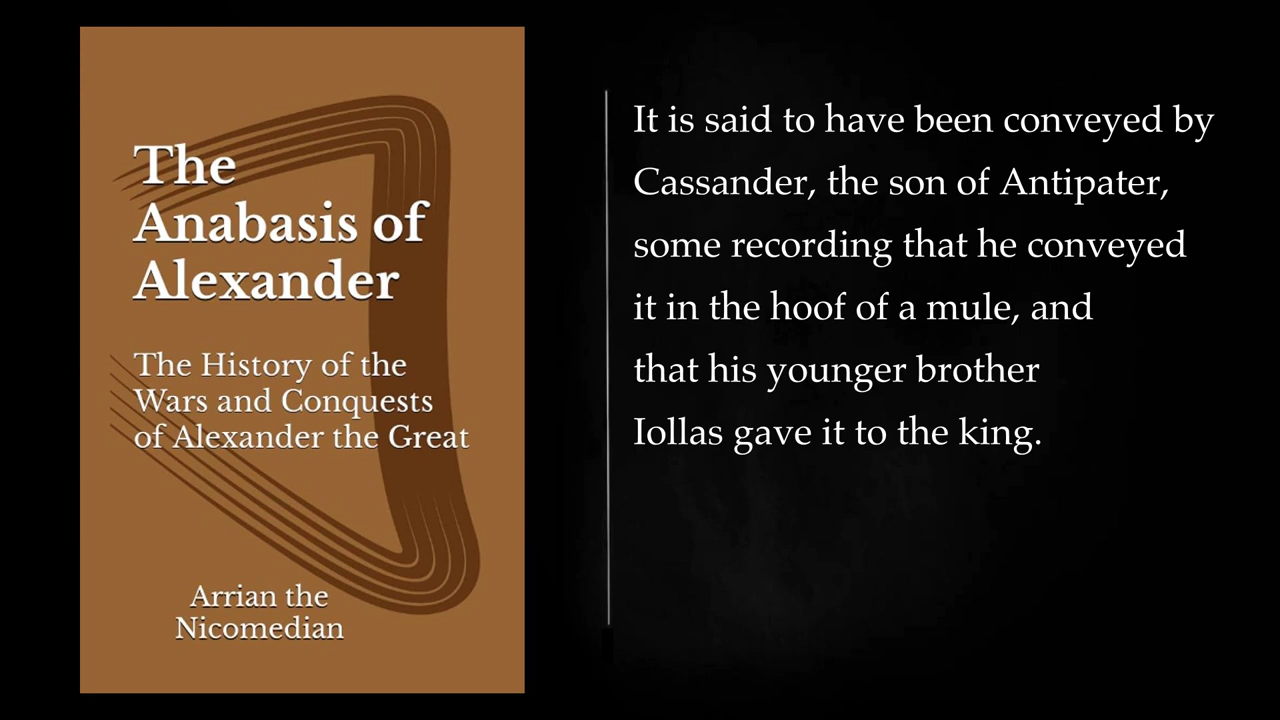 The
Anabasis of
Alexander
The History of the
Wars and Conquests
of Alexander the Great
Arrian the
Nicomedian
It is said to have been conveyed by
Cassander, the son of Antipater,
some recording that he conveyed
it in the hoof of a mule, and
that his younger brother
Iollas gave it to the king.